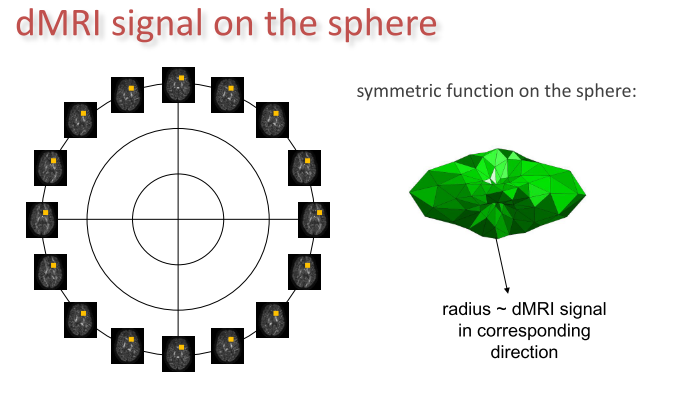 dMRI signal on the sphere
symmetric function on the sphere:
radius ~ dMRI signal
in corresponding
direction